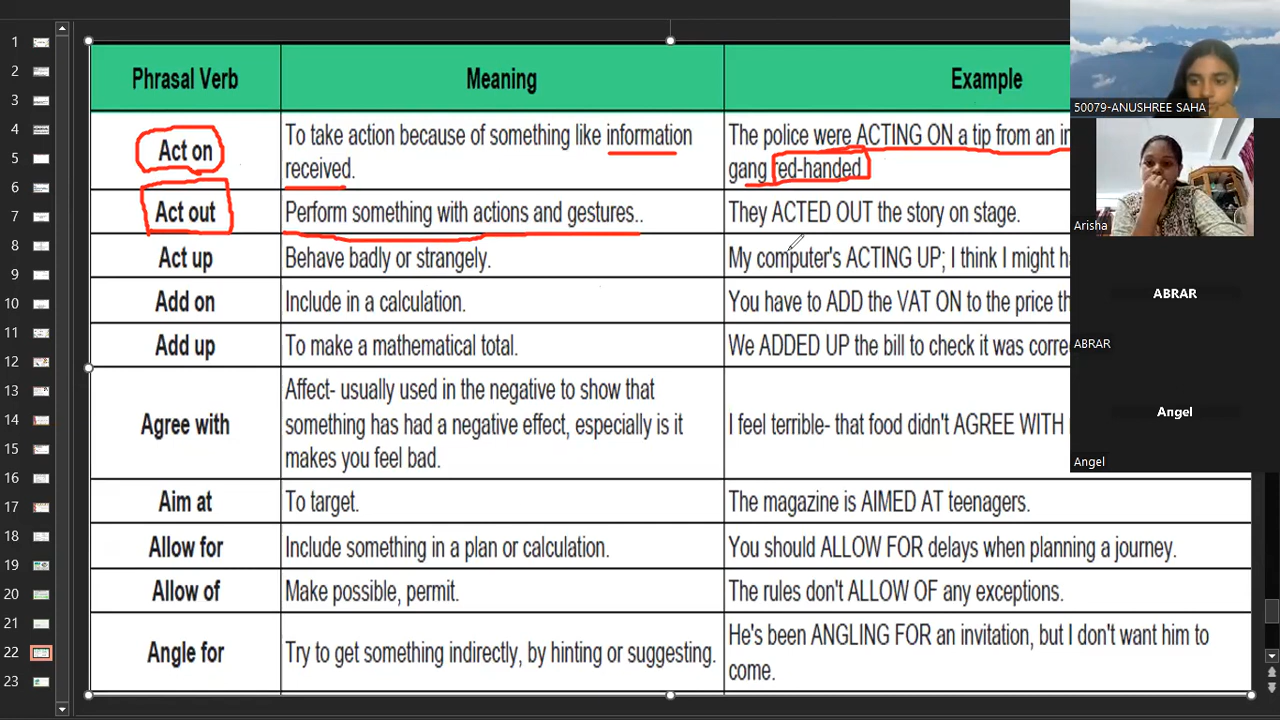 1
2
3
4
5
6
7
8
9
10
11
12
13
14
15
16
17
18
19
20
21
22
23
Phrasal Verb Meaning Example
Act on To take action because of something like information The police were ACTING ON a tip from an
received. gang red-handed
Act out Perform something with actions and gestures.. They ACTED OUT the story on stage.
Act up Behave badly or strangely. My computer's ACTING UP; I think I might
Add on Include in a calculation. You have to ADD the VAT ON to the price
Add up To make a mathematical total. We ADDED UP the bill to check it was
Affect- usually used in the negative to show that
Agree with something has had a negative effect, especially is it I feel terrible- that food didn't AGREE WITH
makes you feel bad.
Aim at To target. The magazine is AIMED AT teenagers.
Allow for Include something in a plan or calculation. You should ALLOW FOR delays when planning a journey.
Allow of Make possible, permit. The rules don't ALLOW OF any exceptions.
Angle for Try to get something indirectly, by hinting or suggesting. He's been ANGLING FOR an invitation, but I don't want him to
come.
50079-ANUSHREE SAHA
Arisha
ABRAR
ABRAR
Angel
Angel